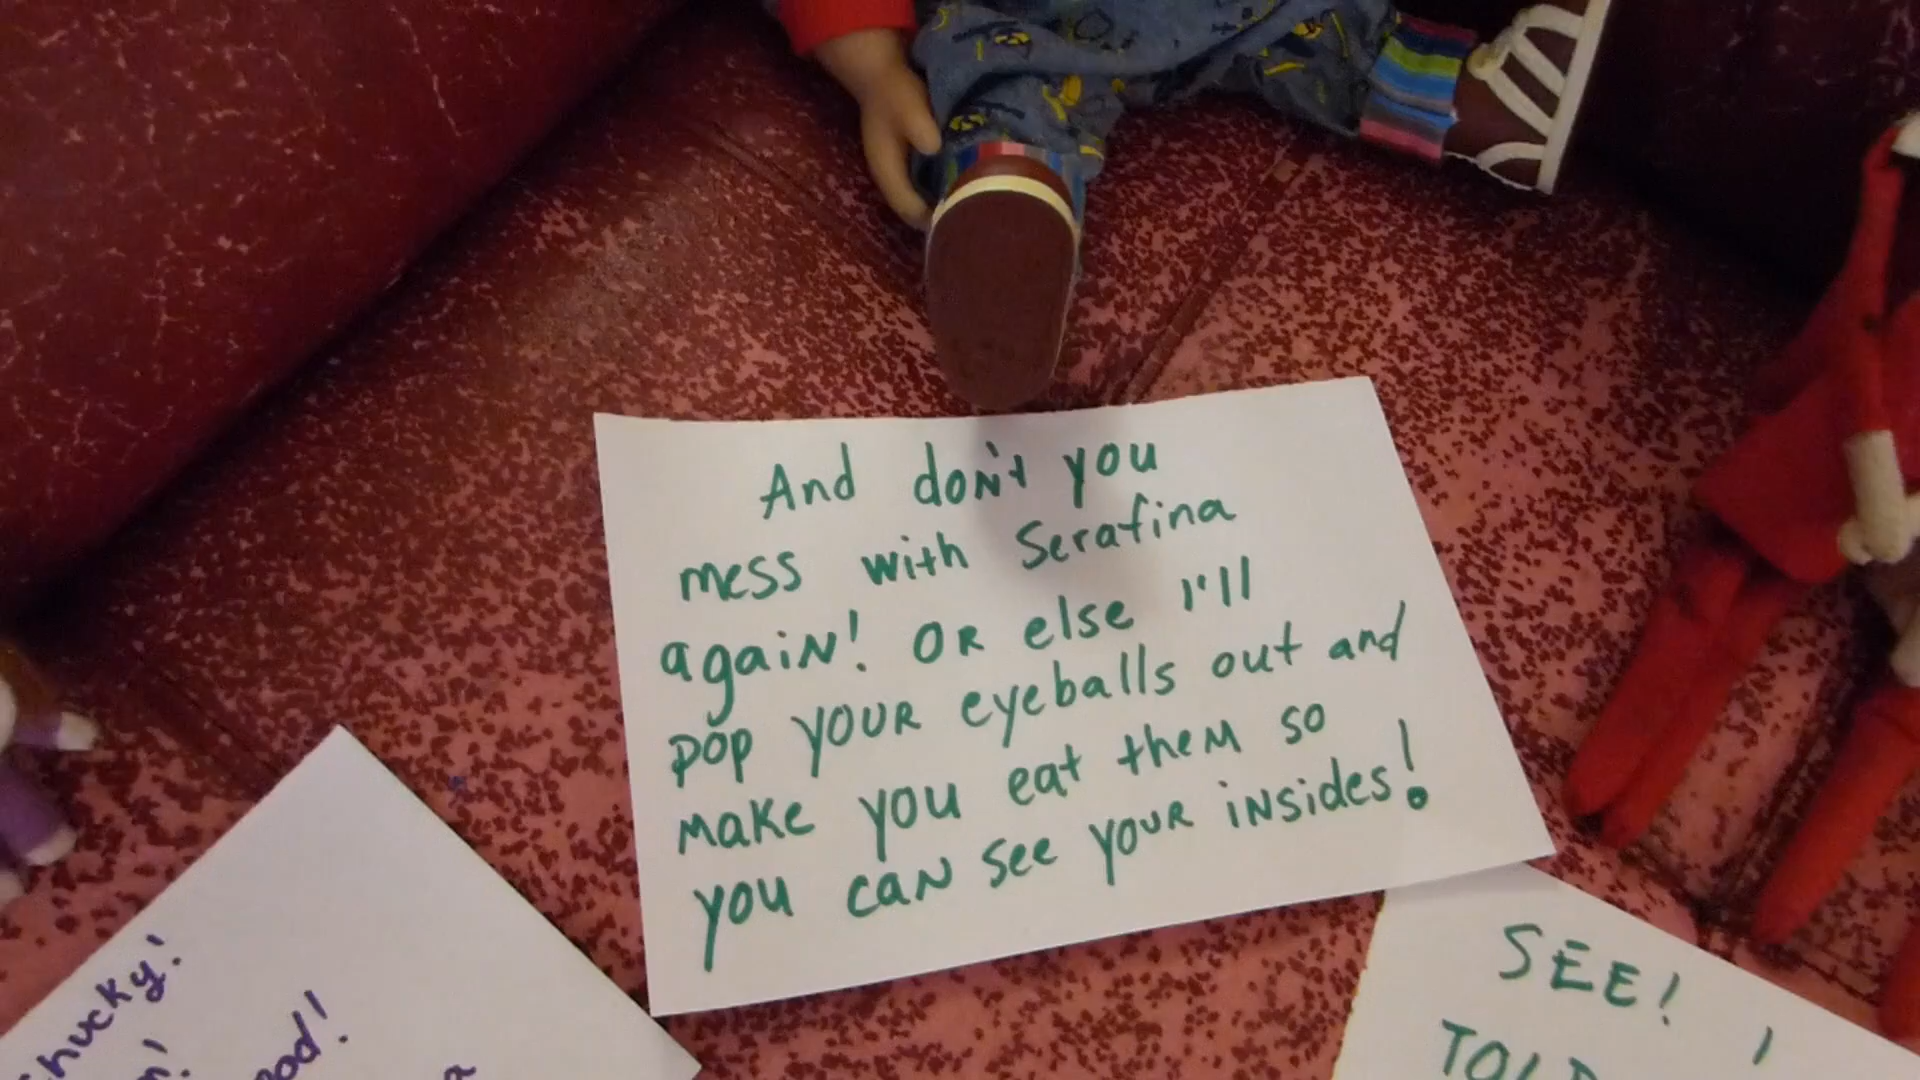 And don't you
mess with Serafina
again! OR else I'll
pop your eyeballs out and
make you eat them so
you can see your insides!
SEE! I
TOLD